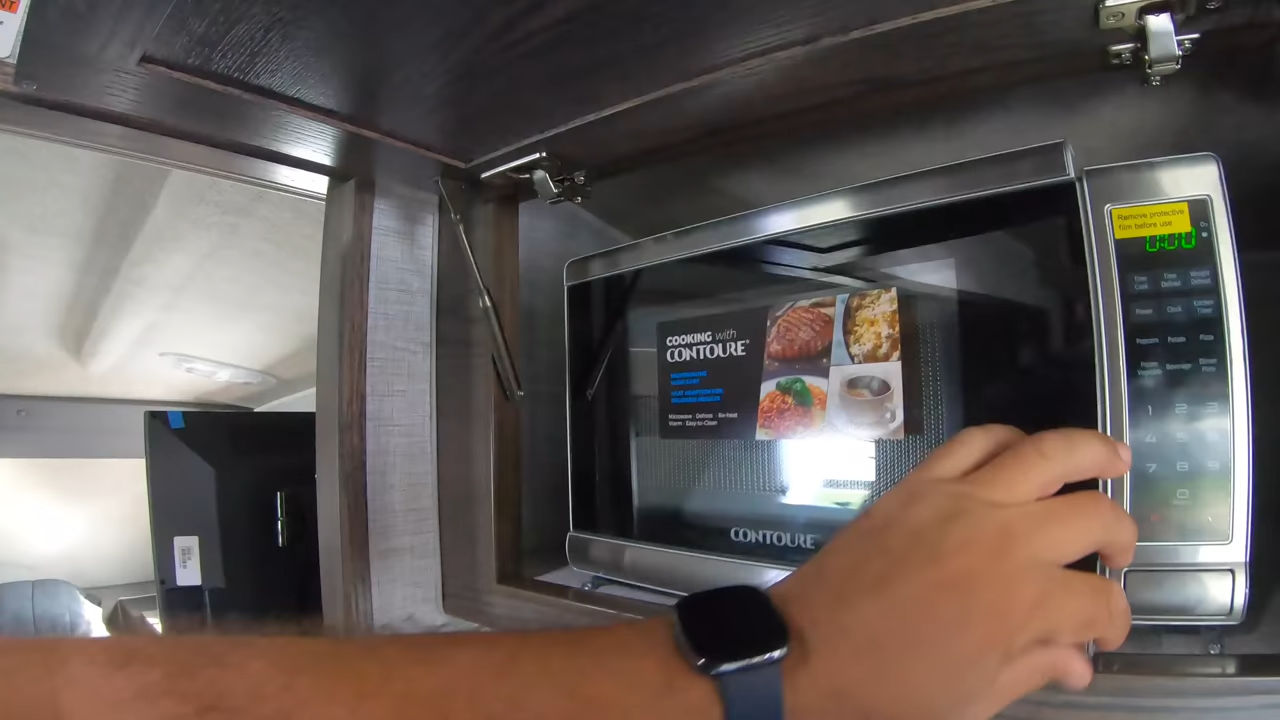 NT
COOKING with
CONTOURE®
Microwave · Defrost · Re-heat
Warm · Easy-to-Clean
CONTOURE
Remove protective
film before use
0:00
Time Cook
Time Defrost
Weight Defrost
Power
Clock
Kitchen Timer
Popcorn
Potato
Pizza
Frozen Vegetable
Beverage
Dinner Plate
1 2 3
4 5 6
7 8 9